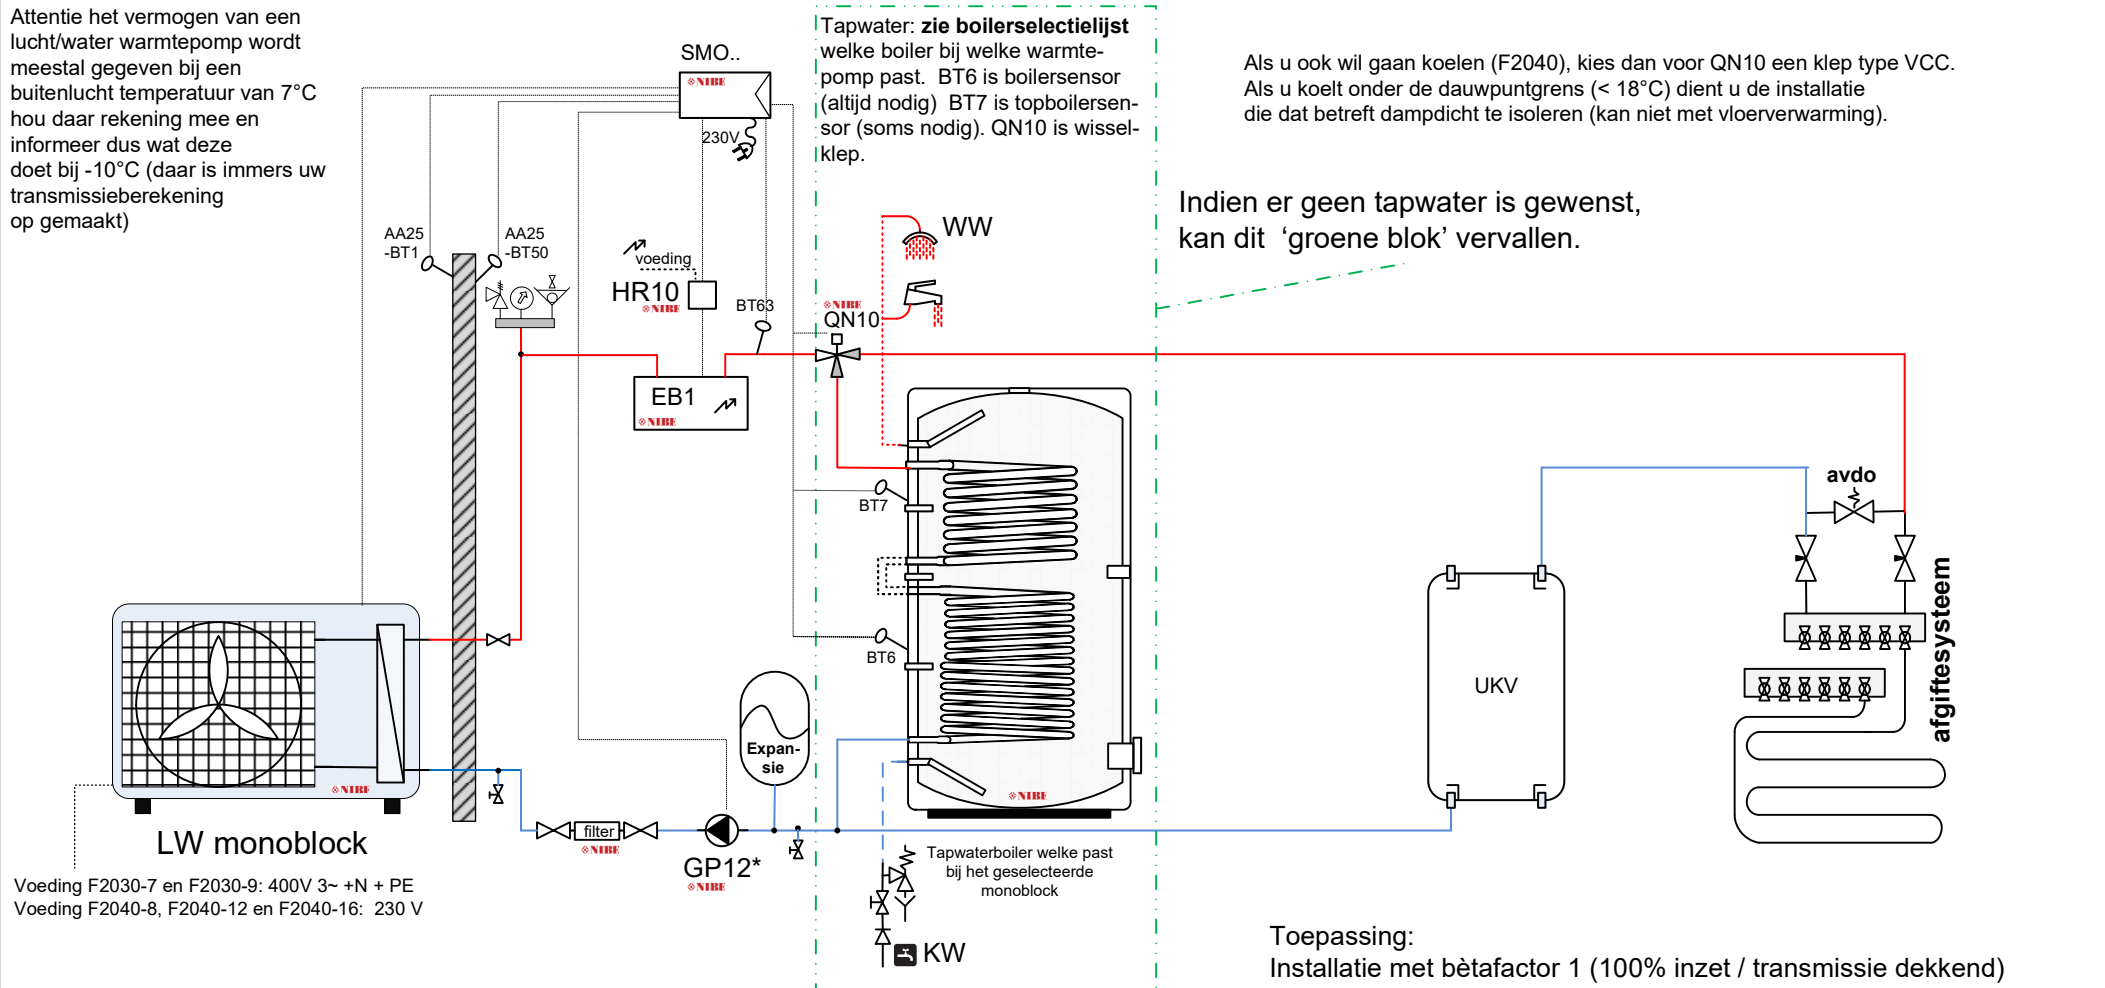 Attentie het vermogen van een
lucht/water warmtepomp wordt
meestal gegeven bij een
buitenlucht temperatuur van 7°C
hou daar rekening mee en
informeer dus wat deze
doet bij -10°C (daar is immers uw
transmissieberekening
op gemaakt)
SMO..
NIBE
230V
Tapwater: zie boilerselectielijst
welke boiler bij welke warmte-
pomp past.  BT6 is boilersensor
(altijd nodig)  BT7 is topboilersen-
sor (soms nodig). QN10 is wissel-
klep.
Als u ook wil gaan koelen (F2040), kies dan voor QN10 een klep type VCC.
Als u koelt onder de dauwpuntgrens (< 18°C) dient u de installatie
die dat betreft dampdicht te isoleren (kan niet met vloerverwarming).
Indien er geen tapwater is gewenst,
kan dit  ‘groene blok’ vervallen.
AA25
-BT1
AA25
-BT50
voeding
HR10
NIBE
BT63
NIBE
QN10
WW
EB1
NIBE
BT7
BT6
avdo
afgiftesysteem
UKV
Expan-
sie
NIBE
NIBE
LW monoblock
filter
NIBE
GP12*
NIBE
Voeding F2030-7 en F2030-9: 400V 3~ +N + PE
Voeding F2040-8, F2040-12 en F2040-16:  230 V
Tapwaterboiler welke past
bij het geselecteerde
monoblock
KW
Toepassing:
Installatie met bètafactor 1 (100% inzet / transmissie dekkend)